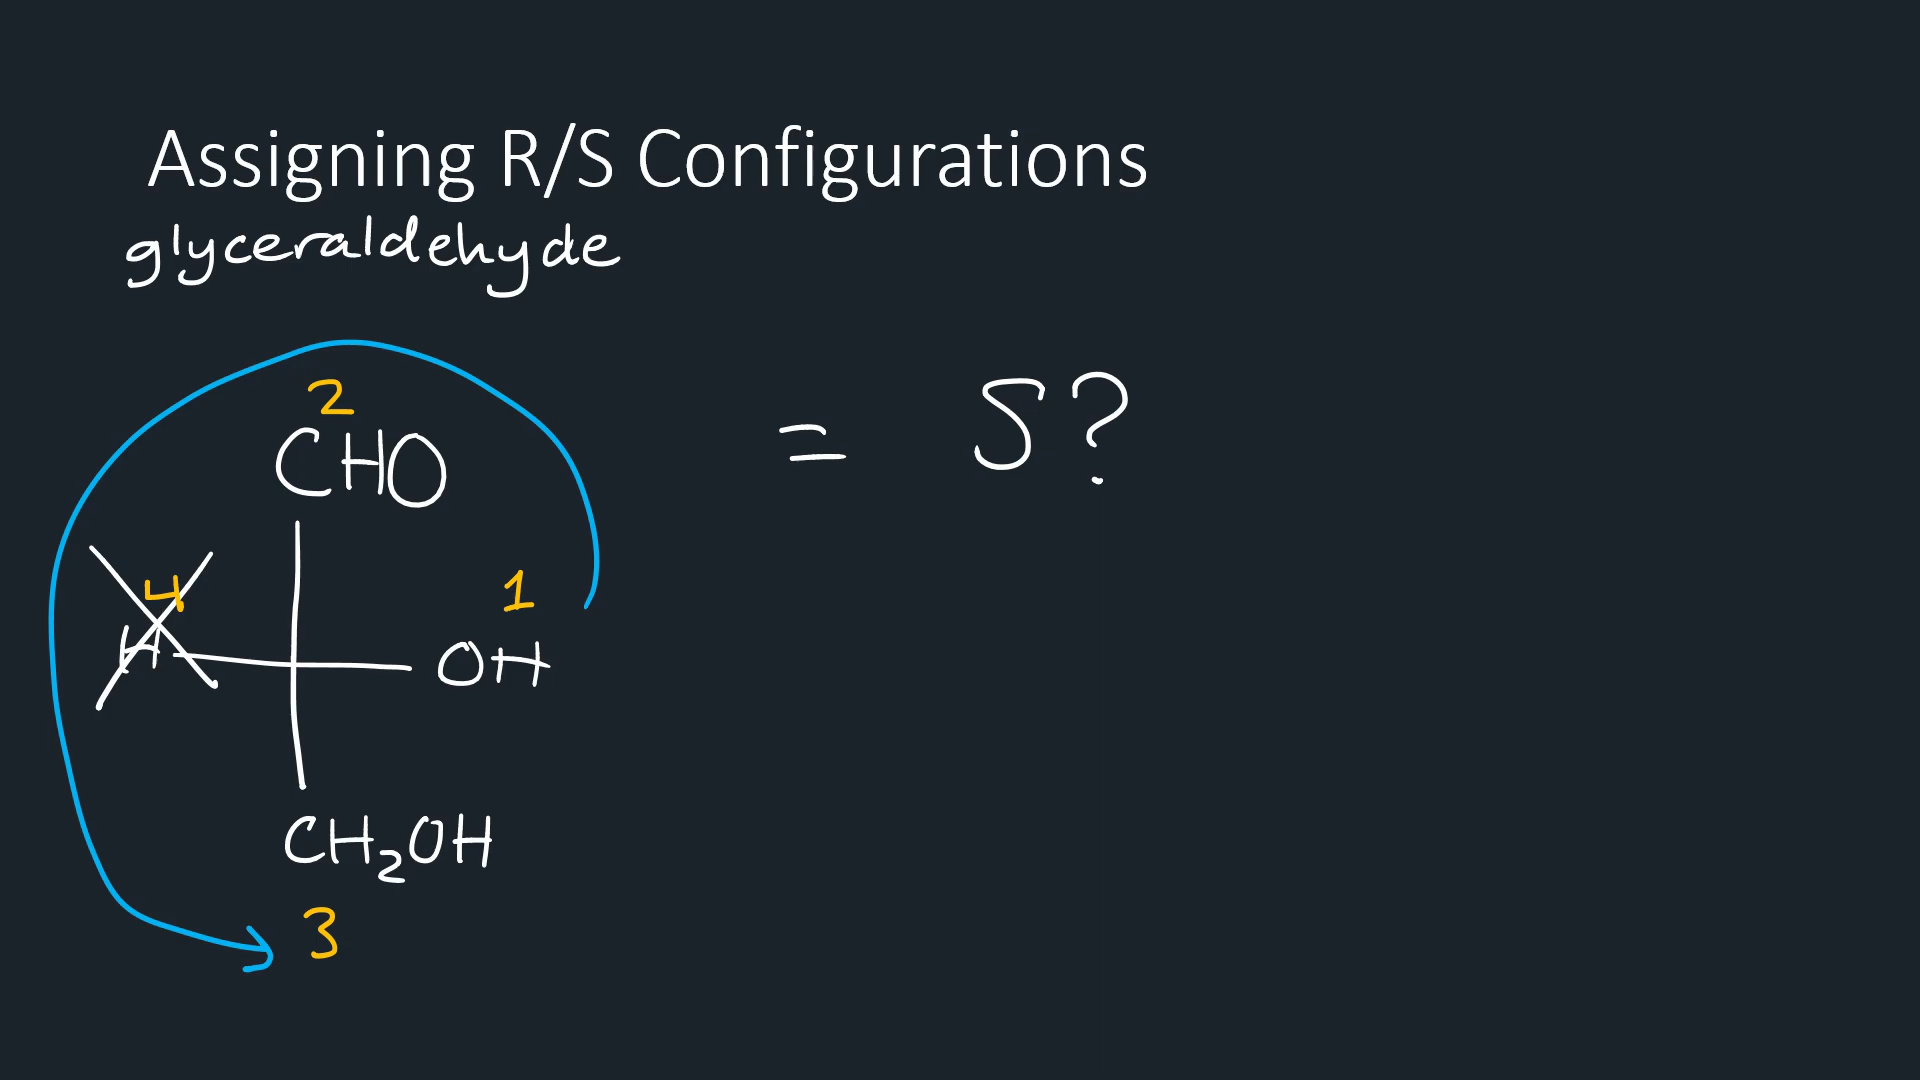 Assigning R/S Configurations
glyceraldehyde
2
CHO
= S?
4
1
H
OH
CH₂OH
3